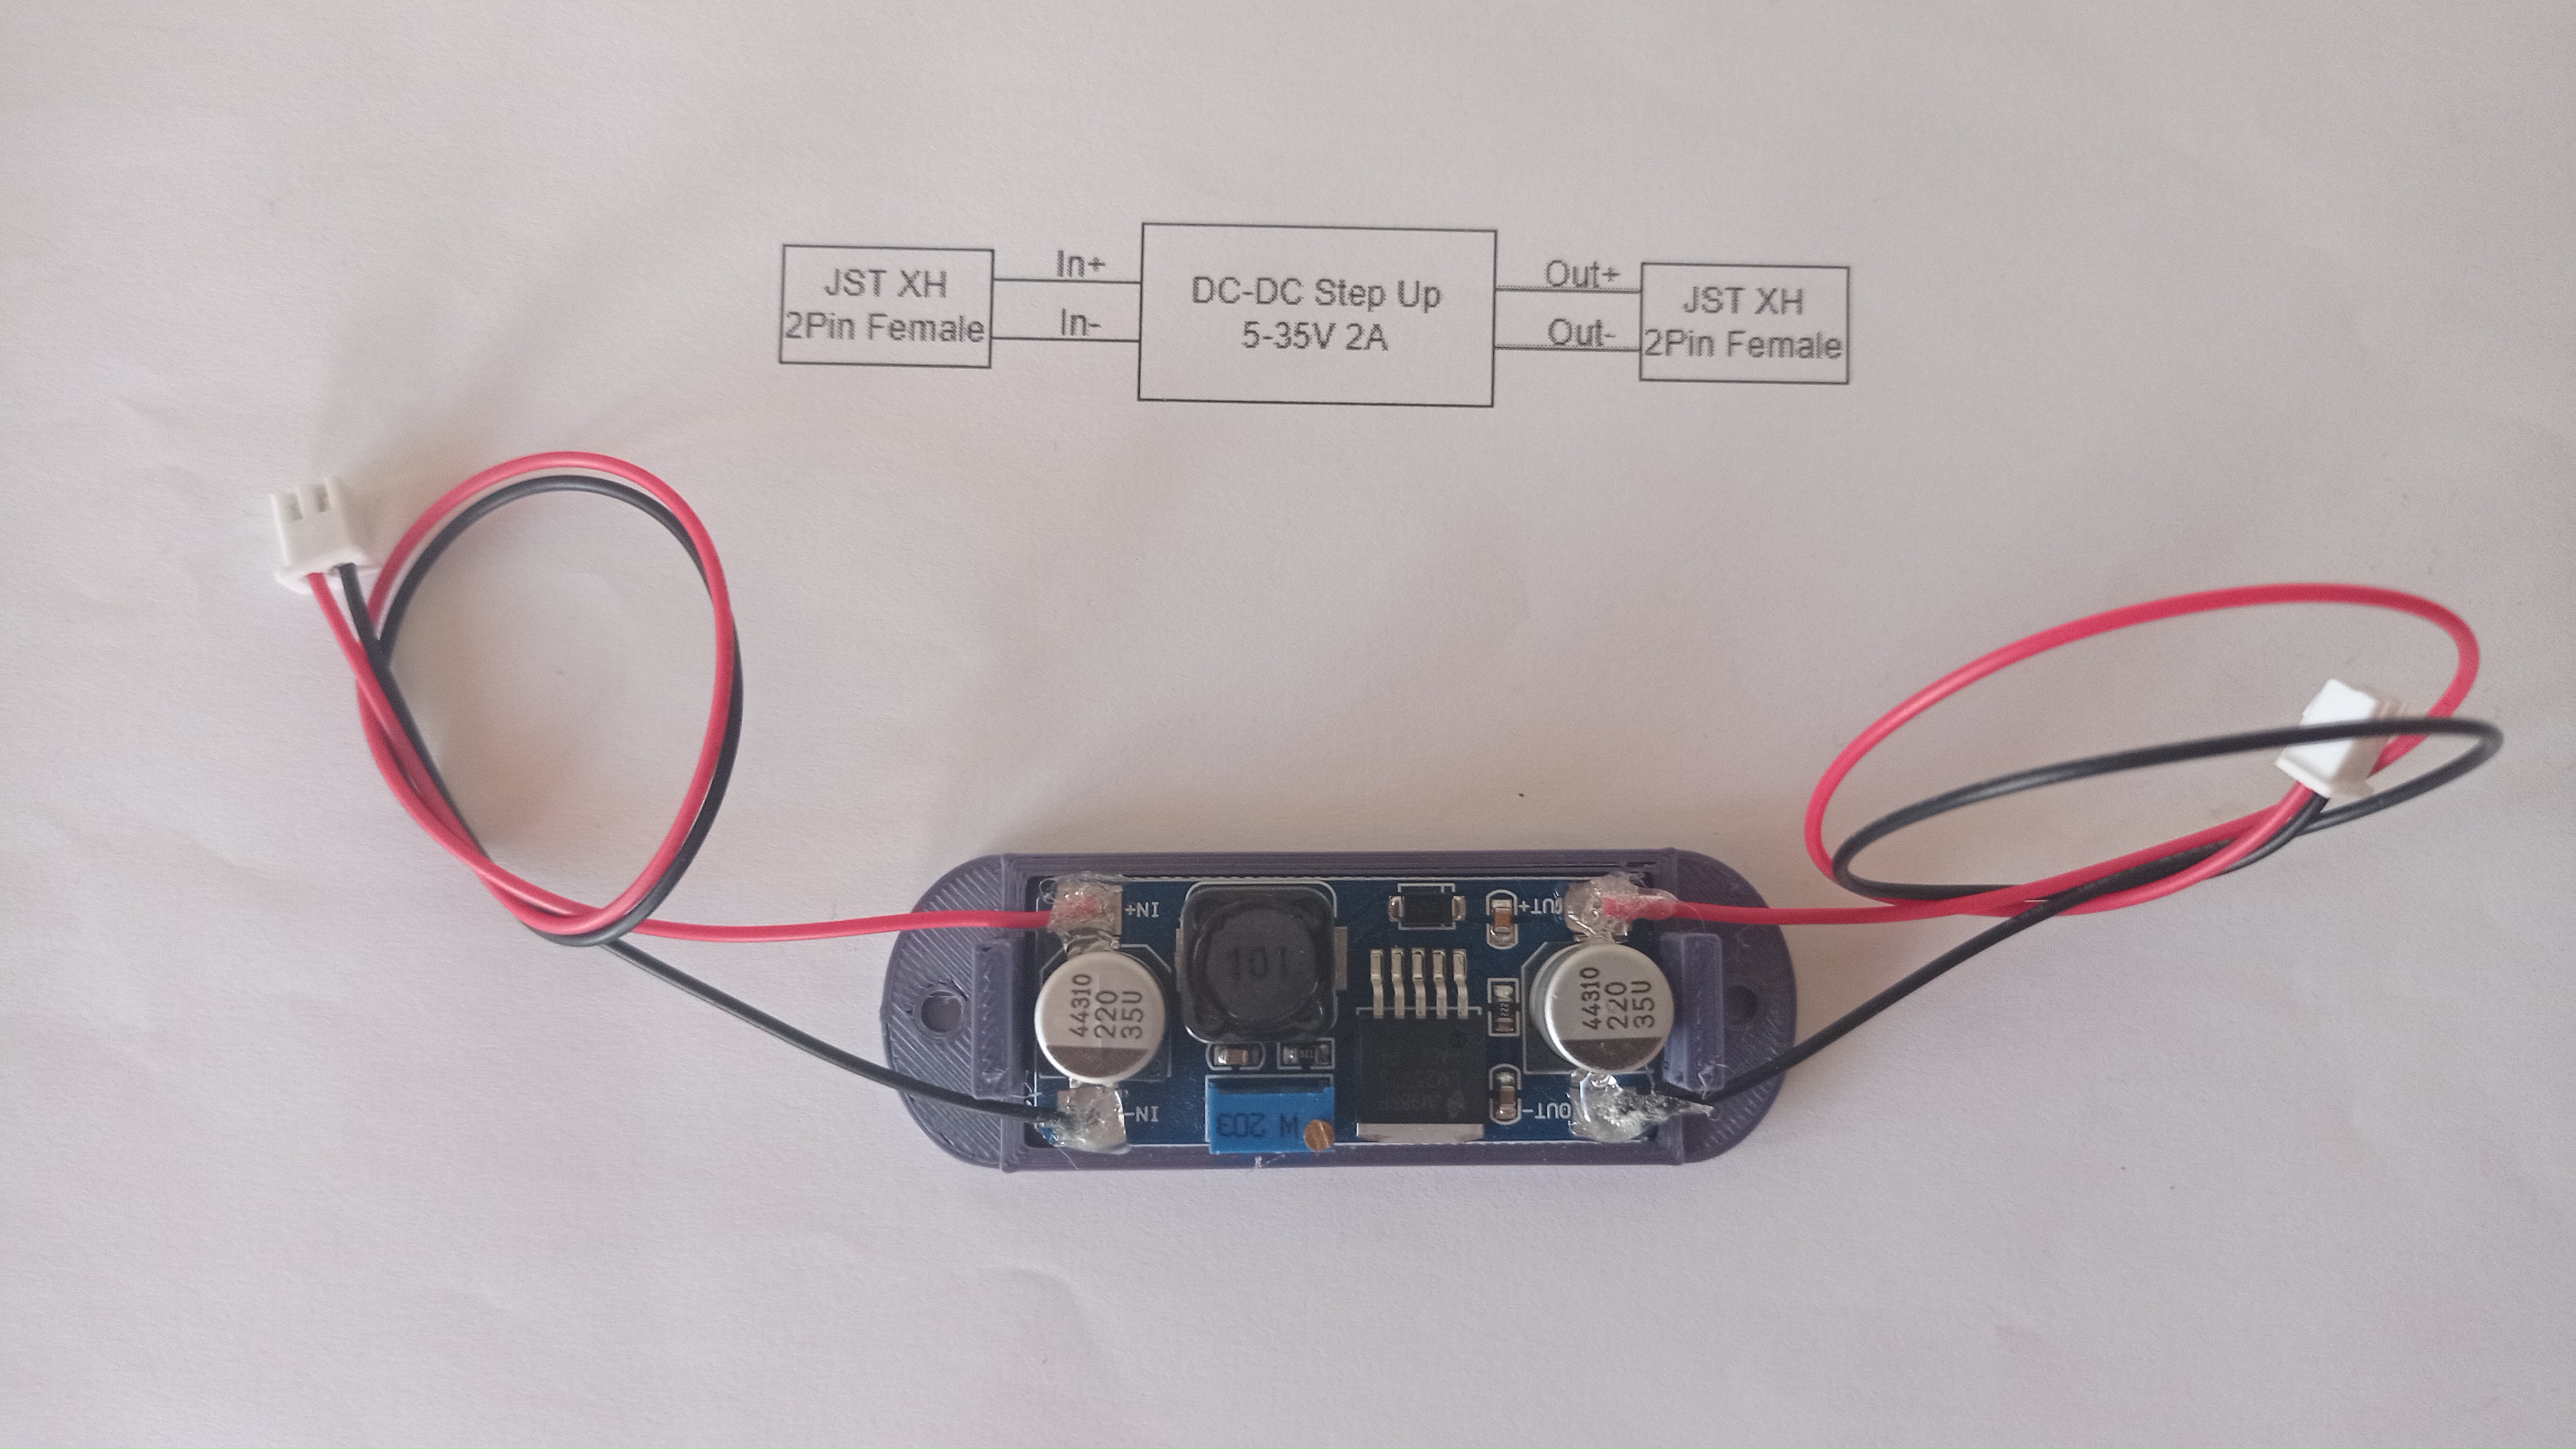 JST XH
2Pin Female
In+
In-
DC-DC Step Up
5-35V 2A
Out+
Out-
JST XH
2Pin Female
IN+
IN-
101
44310
220
35U
W 203
OUT+
OUT-
44310
220
35U